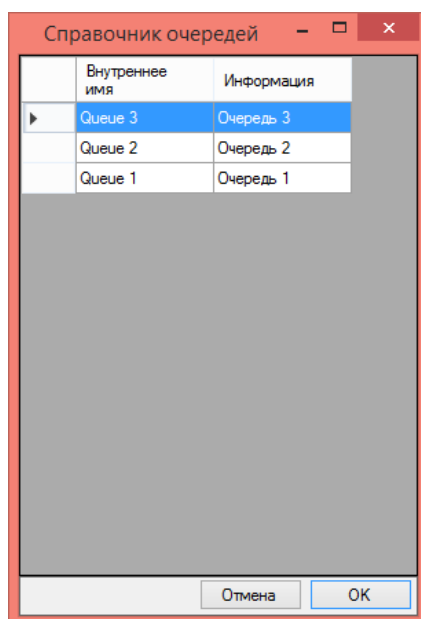 Справочник очередей
Внутреннее
имя
Информация
Queue 3 Очередь 3
Queue 2 Очередь 2
Queue 1 Очередь 1
Отмена OK